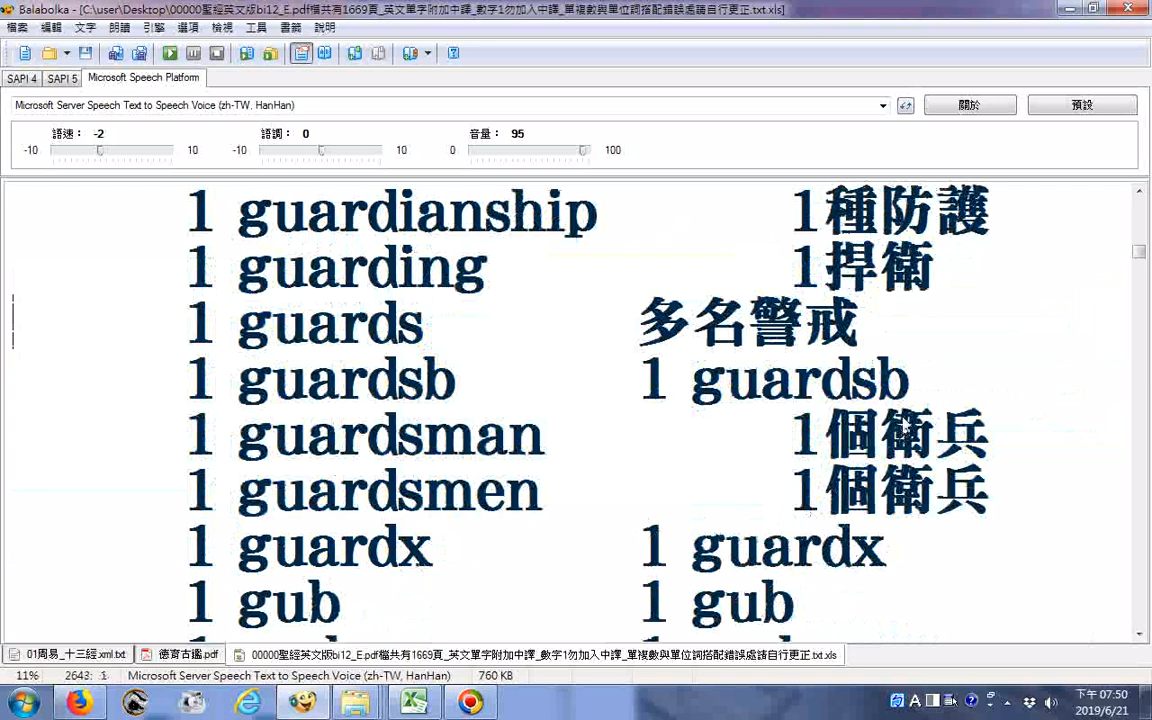 Balabolka - [C:\user\Desktop\00000聖經英文版bi12_E.pdf檔共有1669頁_英文單字附加中譯_數字1勿加入中譯_單複數與單位詞搭配錯誤處請自行更正.txt.xls]
檔案 編輯 文字 朗讀 引擎 選項 檢視 工具 書籤 說明
SAPI 4 SAPI 5 Microsoft Speech Platform
Microsoft Server Speech Text to Speech Voice (zh-TW, HanHan) 關於 預設
語速： -2 語調： 0 音量： 95
-10 10 -10 10 0 100
1 guardianship 1種防護
1 guarding 1捍衛
1 guards 多名警戒
1 guardsb 1 guardsb
1 guardsman 1個衛兵
1 guardsmen 1個衛兵
1 guardx 1 guardx
1 gub 1 gub
01周易_十三經.xml.txt 德育古鑑.pdf 00000聖經英文版bi12_E.pdf檔共有1669頁_英文單字附加中譯_數字1勿加入中譯_單複數與單位詞搭配錯誤處請自行更正.txt.xls
11% 2643: 1 Microsoft Server Speech Text to Speech Voice (zh-TW, HanHan) 760 KB
下午 07:50
2019/6/21